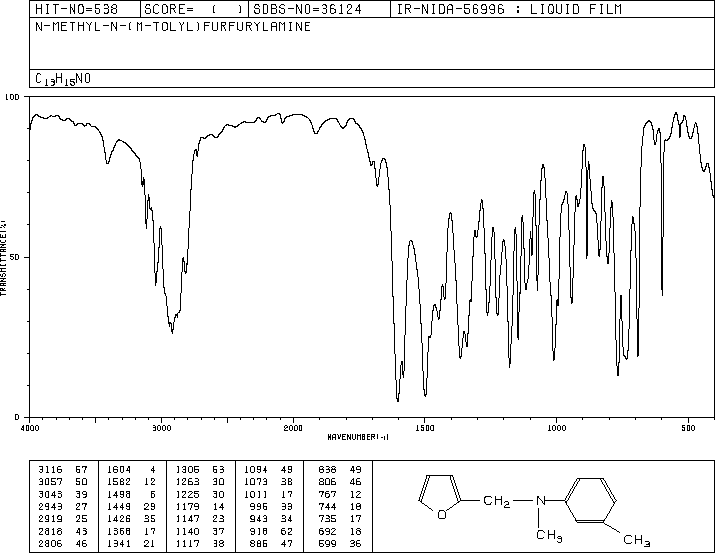 HIT-NO=538 SCORE= ( ) SDBS-NO=36124 IR-NIDA-56996 : LIQUID FILM
N-METHYL-N-(M-TOLYL)FURFURYLAMINE
C13H15NO
100
50
0
TRANSMITTANCE(%)
4000 3000 2000 1500 1000 500
WAVENUMBER(-1)
3116 57 1604 4 1306 53 1094 49 838 49
3057 50 1582 12 1263 30 1073 38 806 46
3043 39 1498 6 1225 30 1011 17 767 12
2943 27 1449 29 1179 14 996 33 744 18
2919 25 1426 35 1147 23 943 34 735 17
2818 43 1368 17 1140 37 918 62 692 18
2806 46 1341 21 1117 38 886 47 599 36
O CH2 N
CH3 CH3